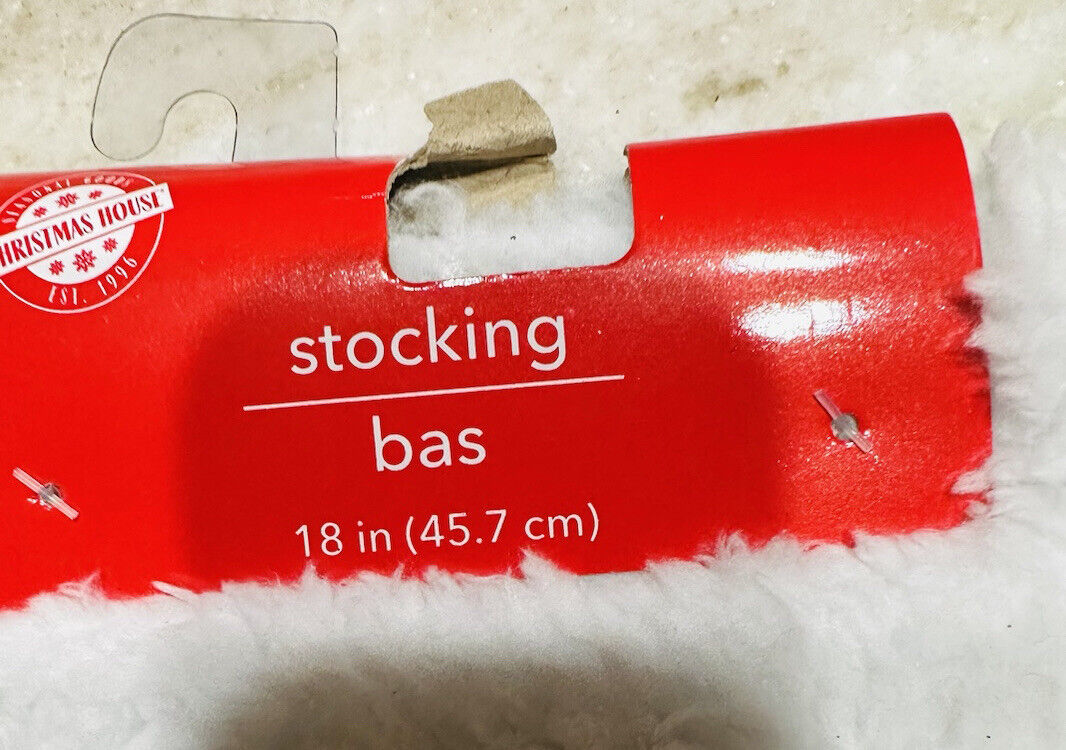 SEASONAL GOODS
CHRISTMAS HOUSE
EST. 1996
stocking
bas
18 in (45.7 cm)